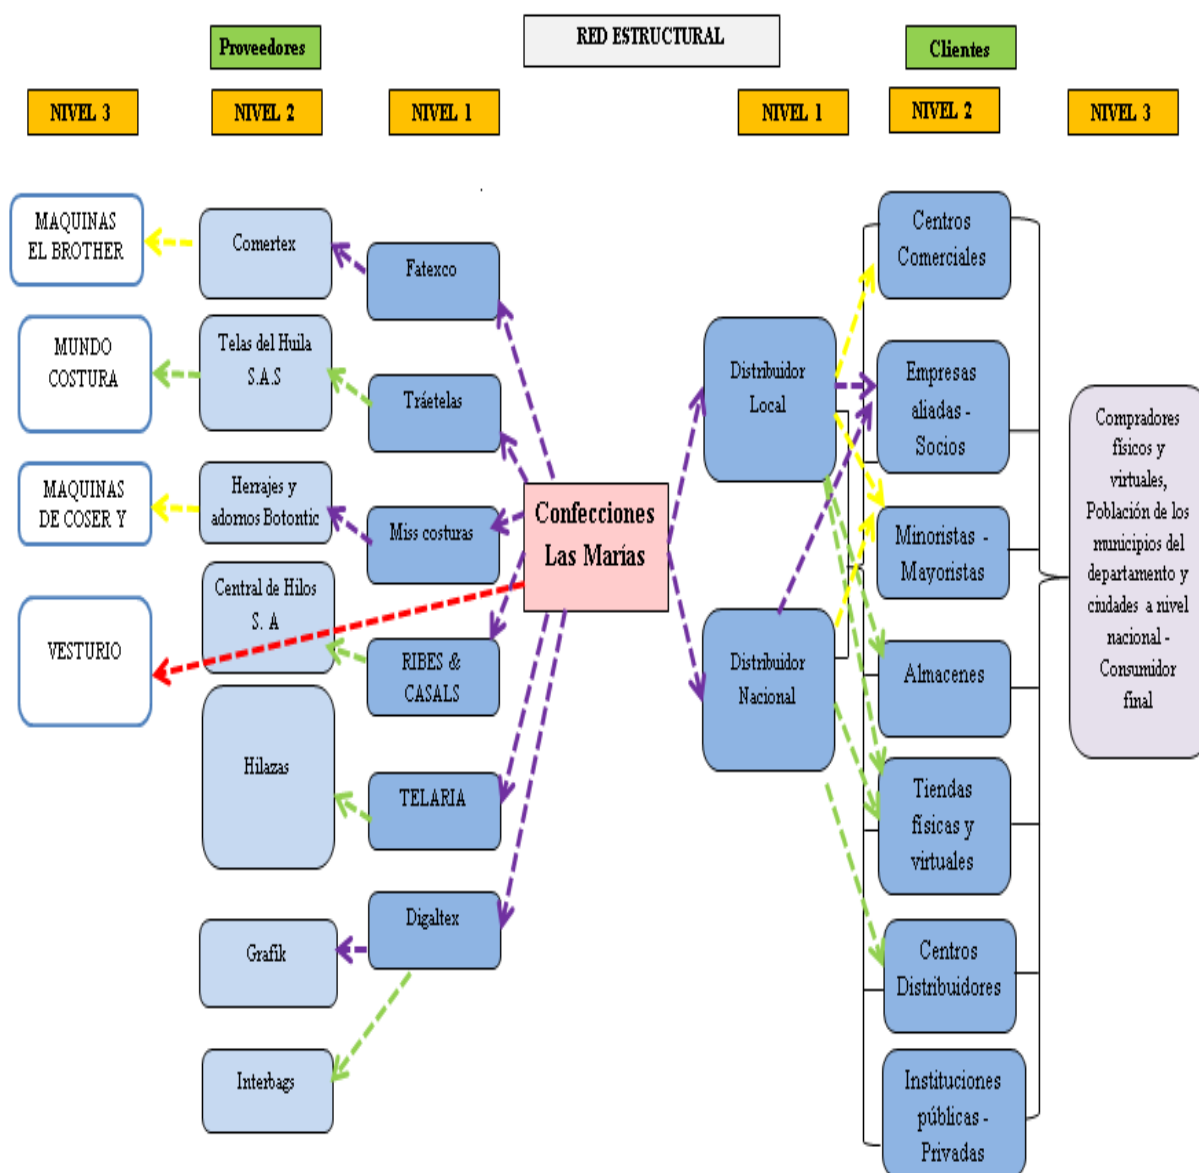 RED ESTRUCTURAL
Proveedores
Clientes
NIVEL 3
NIVEL 2
NIVEL 1
NIVEL 1
NIVEL 2
NIVEL 3
MAQUINAS
EL BROTHER
MUNDO
COSTURA
MAQUINAS
DE COSER Y
VESTURIO
Comertex
Telas del Huila
S.A.S
Herrajes y
adornos Botontic
Central de Hilos
S. A
Hilazas
Grafik
Interbags
Fatexco
Tráetelas
Miss costuras
RIBES &
CASALS
TELARIA
Digaltex
Confecciones
Las Marías
Distribuidor
Local
Distribuidor
Nacional
Centros
Comerciales
Empresas
aliadas -
Socios
Minoristas -
Mayoristas
Almacenes
Tiendas
físicas y
virtuales
Centros
Distribuidores
Instituciones
públicas -
Privadas
Compradores
físicos y
virtuales,
Población de los
municipios del
departamento y
ciudades a nivel
nacional -
Consumidor
final